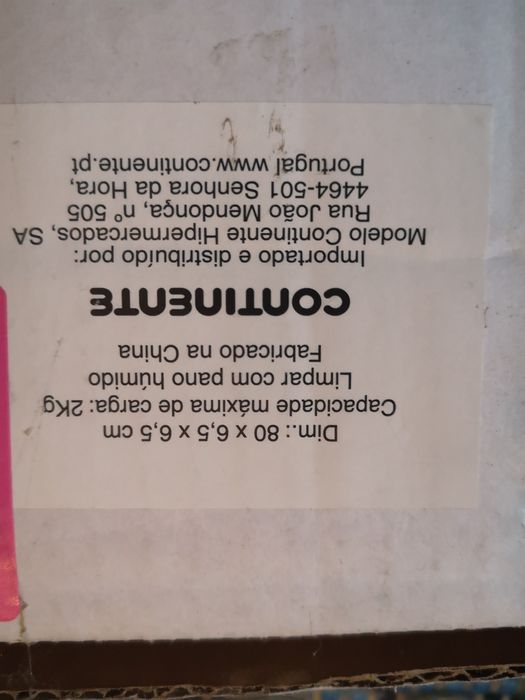 Dim.: 80 x 6,5 x 6,5 cm
Capacidade máxima de carga: 2Kg
Limpar com pano húmido
Fabricado na China
CONTINENTE
Importado e distribuído por:
Modelo Continente Hipermercados, SA
Rua João Mendonça, nº 505
4464-501 Senhora da Hora,
Portugal www.continente.pt